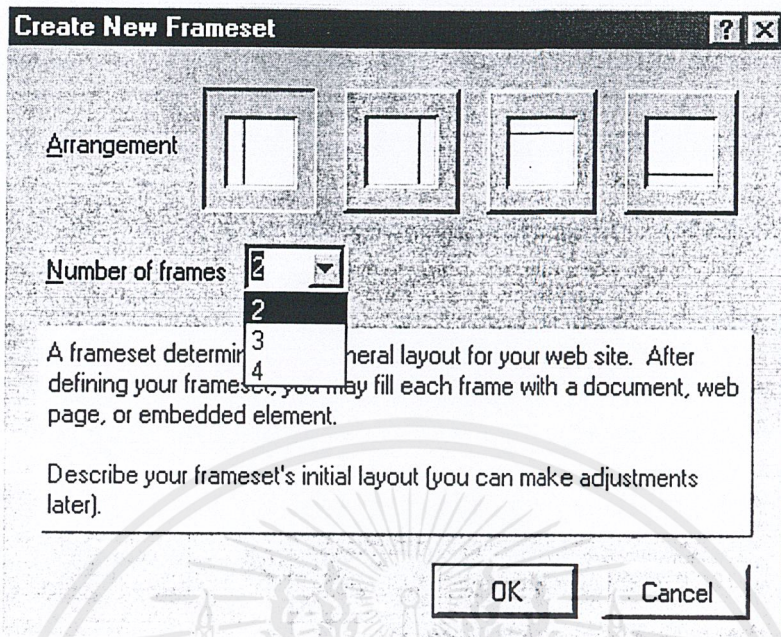 Create New Frameset
Arrangement
Number of frames 2
2
3
4
A frameset determin neral layout for your web site. After
defining your frameset, you may fill each frame with a document, web
page, or embedded element.
Describe your frameset's initial layout (you can make adjustments
later).
OK Cancel